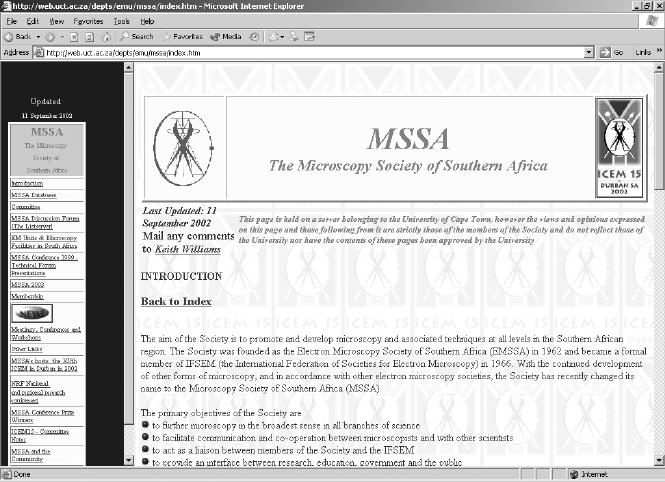 http://web.uct.ac.za/depts/emu/mssa/index.htm - Microsoft Internet Explorer
File Edit View Favorites Tools Help
Back Search Favorites Media
Address http://web.uct.ac.za/depts/emu/mssa/index.htm Go Links »
Updated
11 September 2002
MSSA
The Microscopy
Society of
Southern Africa
Introduction
MSSA Database
Committee
MSSA Discussion Forum
(The Listserver)
EM Units & Microscopy
Facilities in South Africa
MSSA Conference 1999 -
Technical Forum
Presentations
MSSA 2003
Membership
NEW
Meetings, Conferences and
Workshops
Other Links
MSSA's hosts the XVth
ICEM in Durban in 2002
NRF National
and regional research
equipment
MSSA Conference Prize
Winners
ICEM15 - Committee
Notes
MSSA and the
Community
MSSA
The Microscopy Society of Southern Africa
ICEM 15
DURBAN SA
2002
Last Updated: 11
September 2002
Mail any comments
to Keith Williams
This page is held on a server belonging to the University of Cape Town, however the views and opinions expressed
on this page and those following from it are strictly those of the members of the Society and do not reflect those of
the University nor have the contents of these pages been approved by the University
INTRODUCTION
Back to Index
The aim of the Society is to promote and develop microscopy and associated techniques at all levels in the Southern African
region. The Society was founded as the Electron Microscopy Society of Southern Africa (EMSSA) in 1962 and became a formal
member of IFSEM (the International Federation of Societies for Electron Microscopy) in 1966. With the continued development
of other forms of microscopy, and in accordance with other electron microscopy societies, the Society has recently changed its
name to the Microscopy Society of Southern Africa (MSSA).
The primary objectives of the Society are
to further microscopy in the broadest sense in all branches of science
to facilitate communication and co-operation between microscopists and with other scientists
to act as a liaison between members of the Society and the IFSEM
to provide an interface between research, education, government and the public
Done Internet